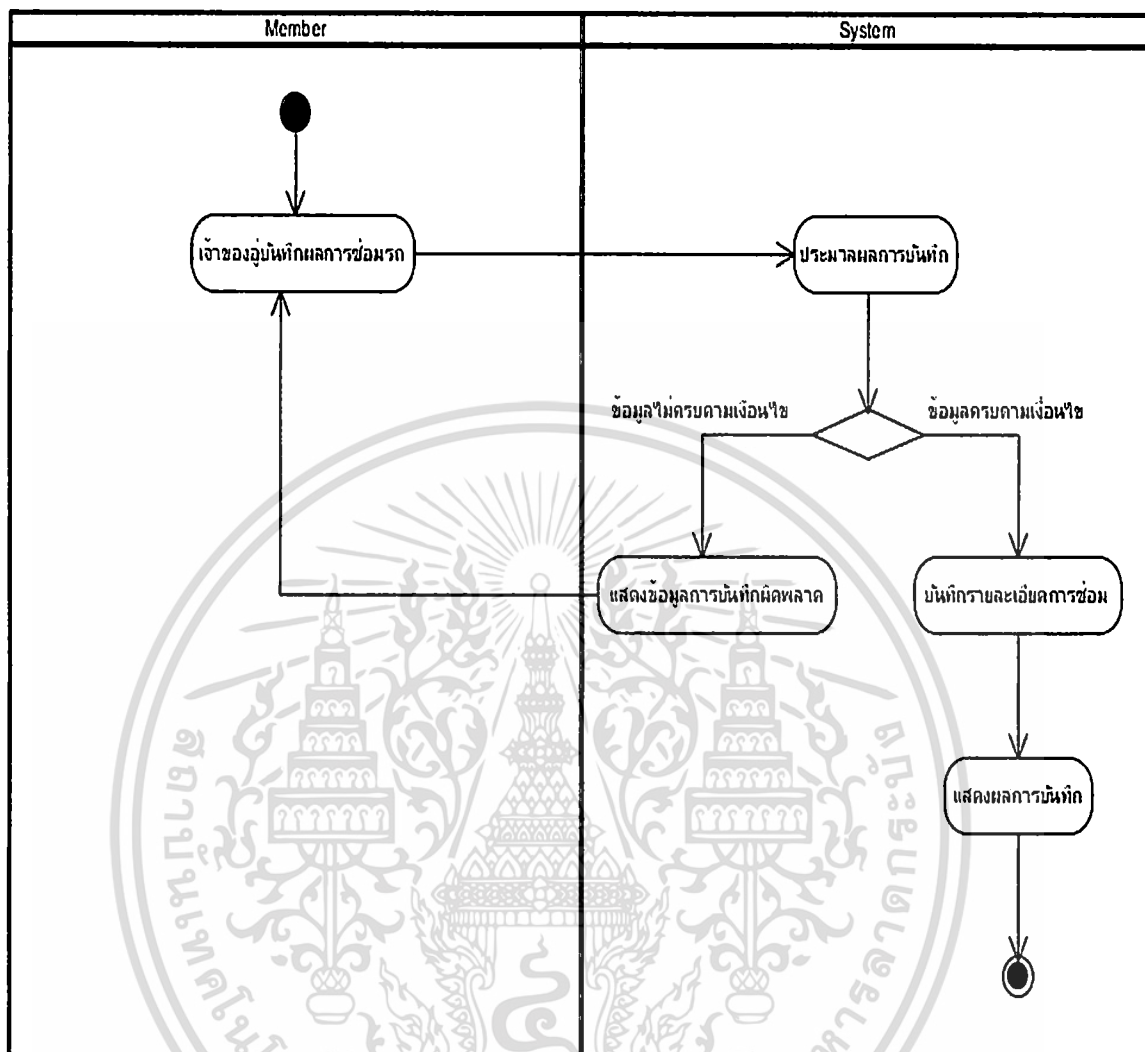 Member
System
เจ้าของอู่บันทึกผลการซ่อมรถ
ประมวลผลการบันทึก
ข้อมูลไม่ครบตามเงื่อนไข
ข้อมูลครบตามเงื่อนไข
แสดงข้อมูลการบันทึกผิดพลาด
บันทึกรายละเอียดการซ่อม
แสดงผลการบันทึก